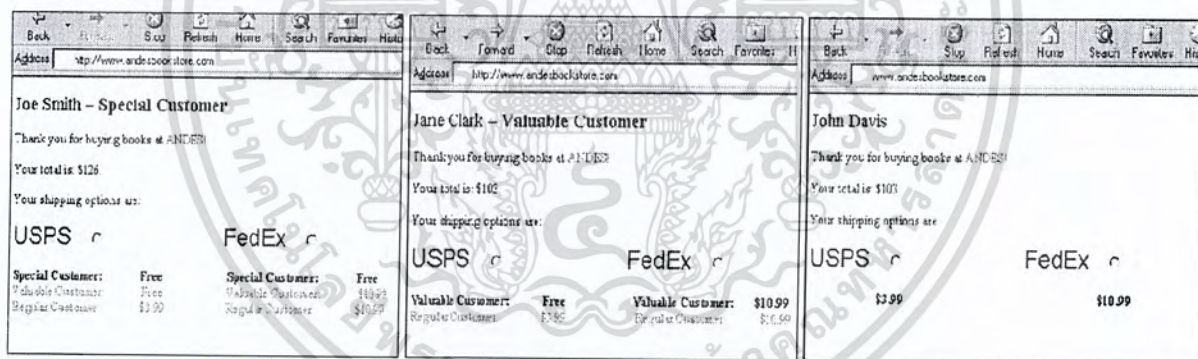 Back Stop Refresh Home Search Favorites
Address http://www.andesbookstore.com
Joe Smith – Special Customer
Thank you for buying books at ANDES!
Your total is: $126
Your shipping options are:
USPS FedEx
Special Customer: Free Special Customer: Free
Valuable Customer: Free Valuable Customer: $10.99
Regular Customer: $3.99 Regular Customer: $10.99
Back Forward Stop Refresh Home Search Favorites H
Address http://www.andesbookstore.com
Jane Clark – Valuable Customer
Thank you for buying books at ANDES!
Your total is: $102
Your shipping options are:
USPS FedEx
Valuable Customer: Free Valuable Customer: $10.99
Regular Customer: $3.99 Regular Customer: $10.99
Back Stop Refresh Home Search Favorites
Address www.andesbookstore.com
John Davis
Thank you for buying books at ANDES!
Your total is $103
Your shipping options are
USPS FedEx
$3.99 $10.99